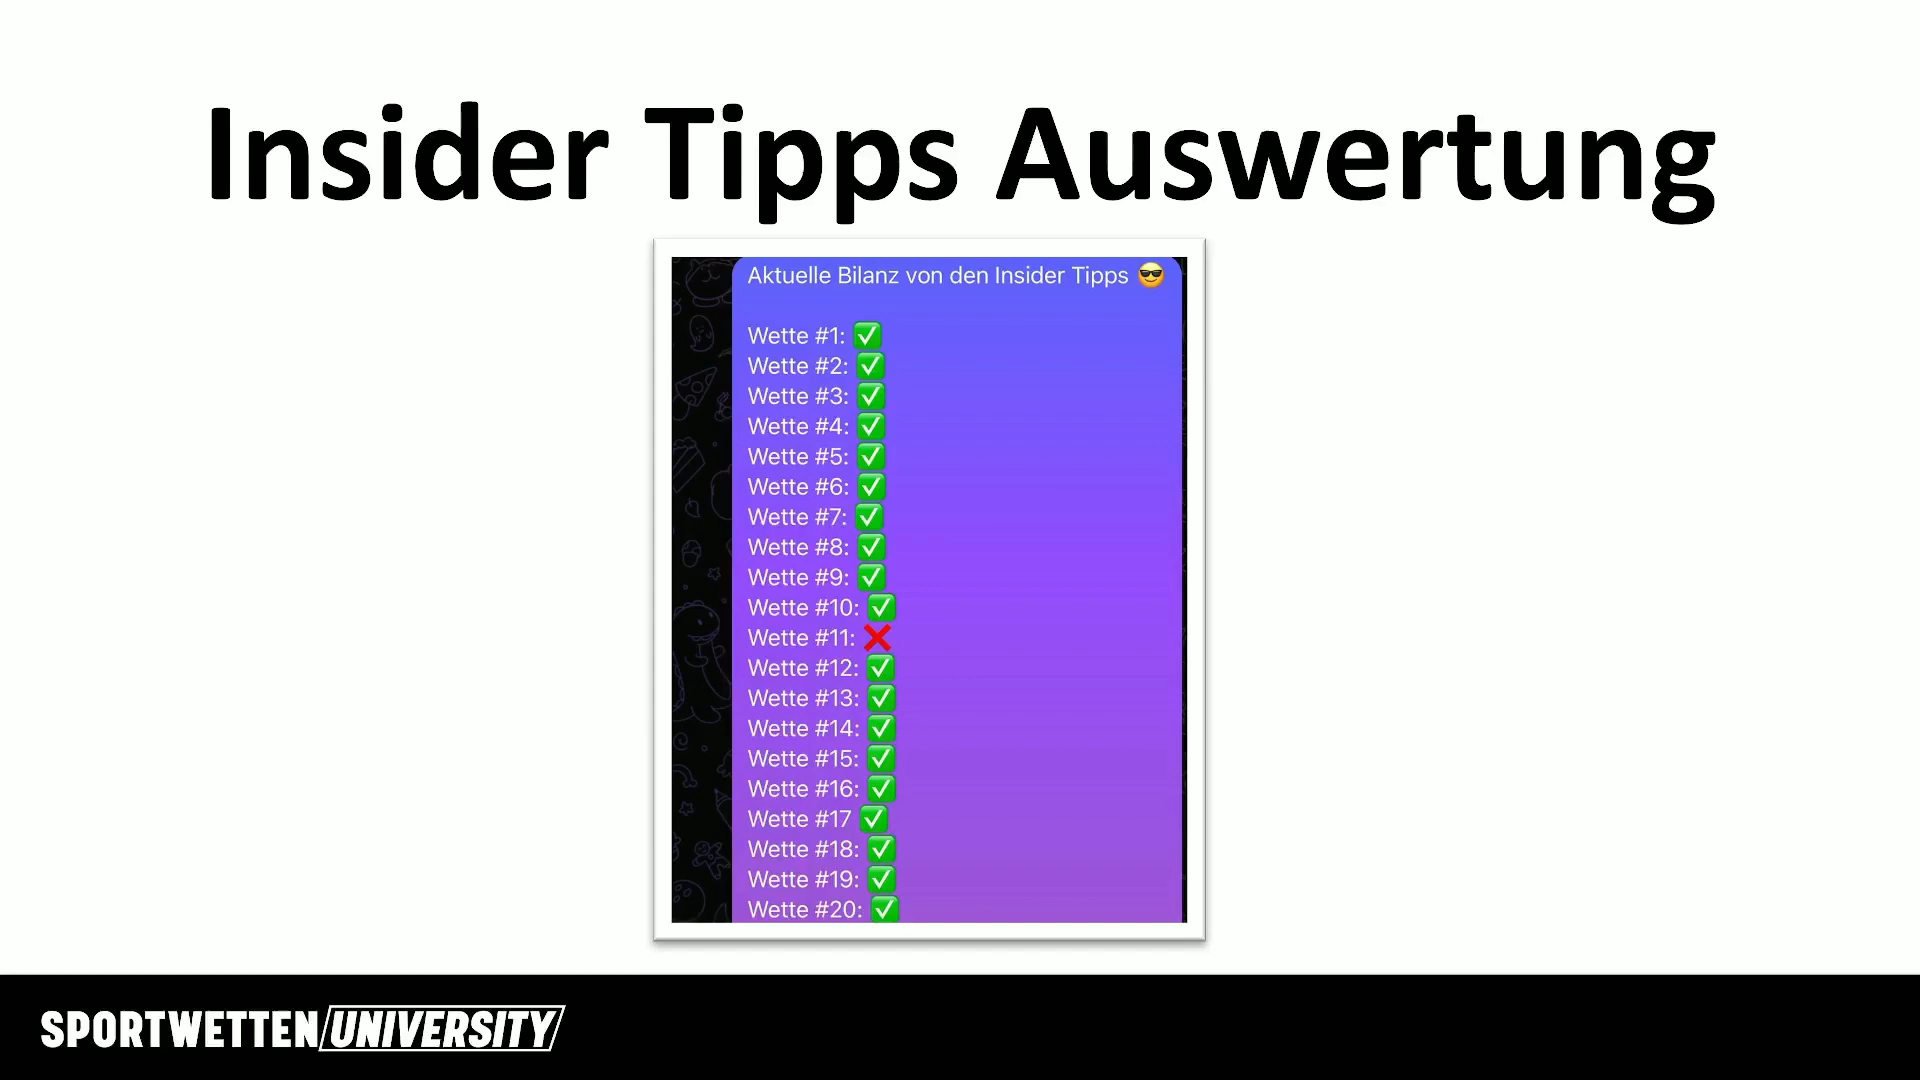 Insider Tipps Auswertung
Aktuelle Bilanz von den Insider Tipps 😎
Wette #1: ✅
Wette #2: ✅
Wette #3: ✅
Wette #4: ✅
Wette #5: ✅
Wette #6: ✅
Wette #7: ✅
Wette #8: ✅
Wette #9: ✅
Wette #10: ✅
Wette #11: ❌
Wette #12: ✅
Wette #13: ✅
Wette #14: ✅
Wette #15: ✅
Wette #16: ✅
Wette #17 ✅
Wette #18: ✅
Wette #19: ✅
Wette #20: ✅
SPORTWETTEN UNIVERSITY